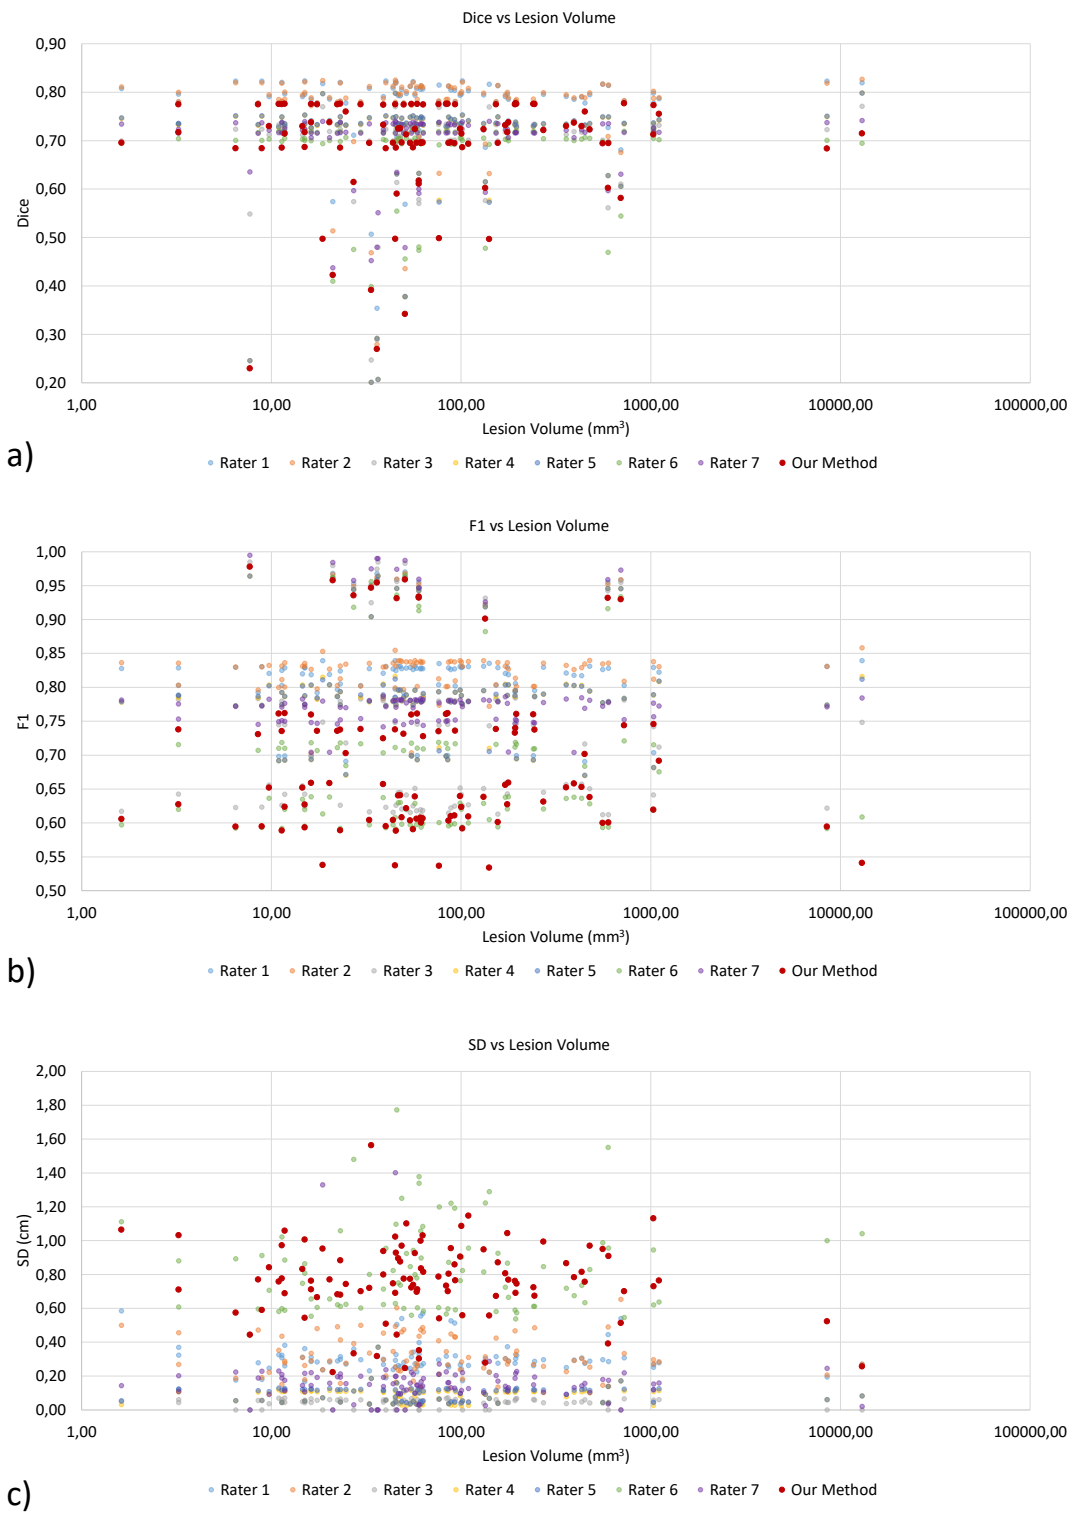 Dice vs Lesion Volume
0,90
0,80
0,70
0,60
0,50
0,40
0,30
0,20
Dice
1,00 10,00 100,00 1000,00 10000,00 100000,00
Lesion Volume (mm³)
a)
Rater 1 Rater 2 Rater 3 Rater 4 Rater 5 Rater 6 Rater 7 Our Method
F1 vs Lesion Volume
1,00
0,95
0,90
0,85
0,80
0,75
0,70
0,65
0,60
0,55
0,50
F1
1,00 10,00 100,00 1000,00 10000,00 100000,00
Lesion Volume (mm³)
b)
Rater 1 Rater 2 Rater 3 Rater 4 Rater 5 Rater 6 Rater 7 Our Method
SD vs Lesion Volume
2,00
1,80
1,60
1,40
1,20
1,00
0,80
0,60
0,40
0,20
0,00
SD (cm)
1,00 10,00 100,00 1000,00 10000,00 100000,00
Lesion Volume (mm³)
c)
Rater 1 Rater 2 Rater 3 Rater 4 Rater 5 Rater 6 Rater 7 Our Method